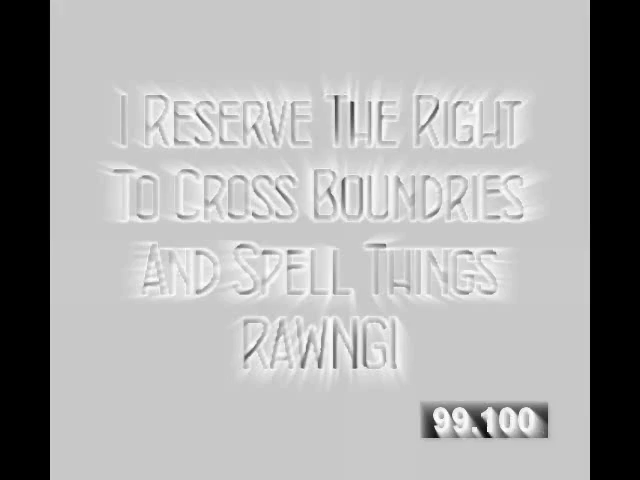 I Reserve The Right
To Cross Boundries
And Spell Things
RAWNG!
99.100